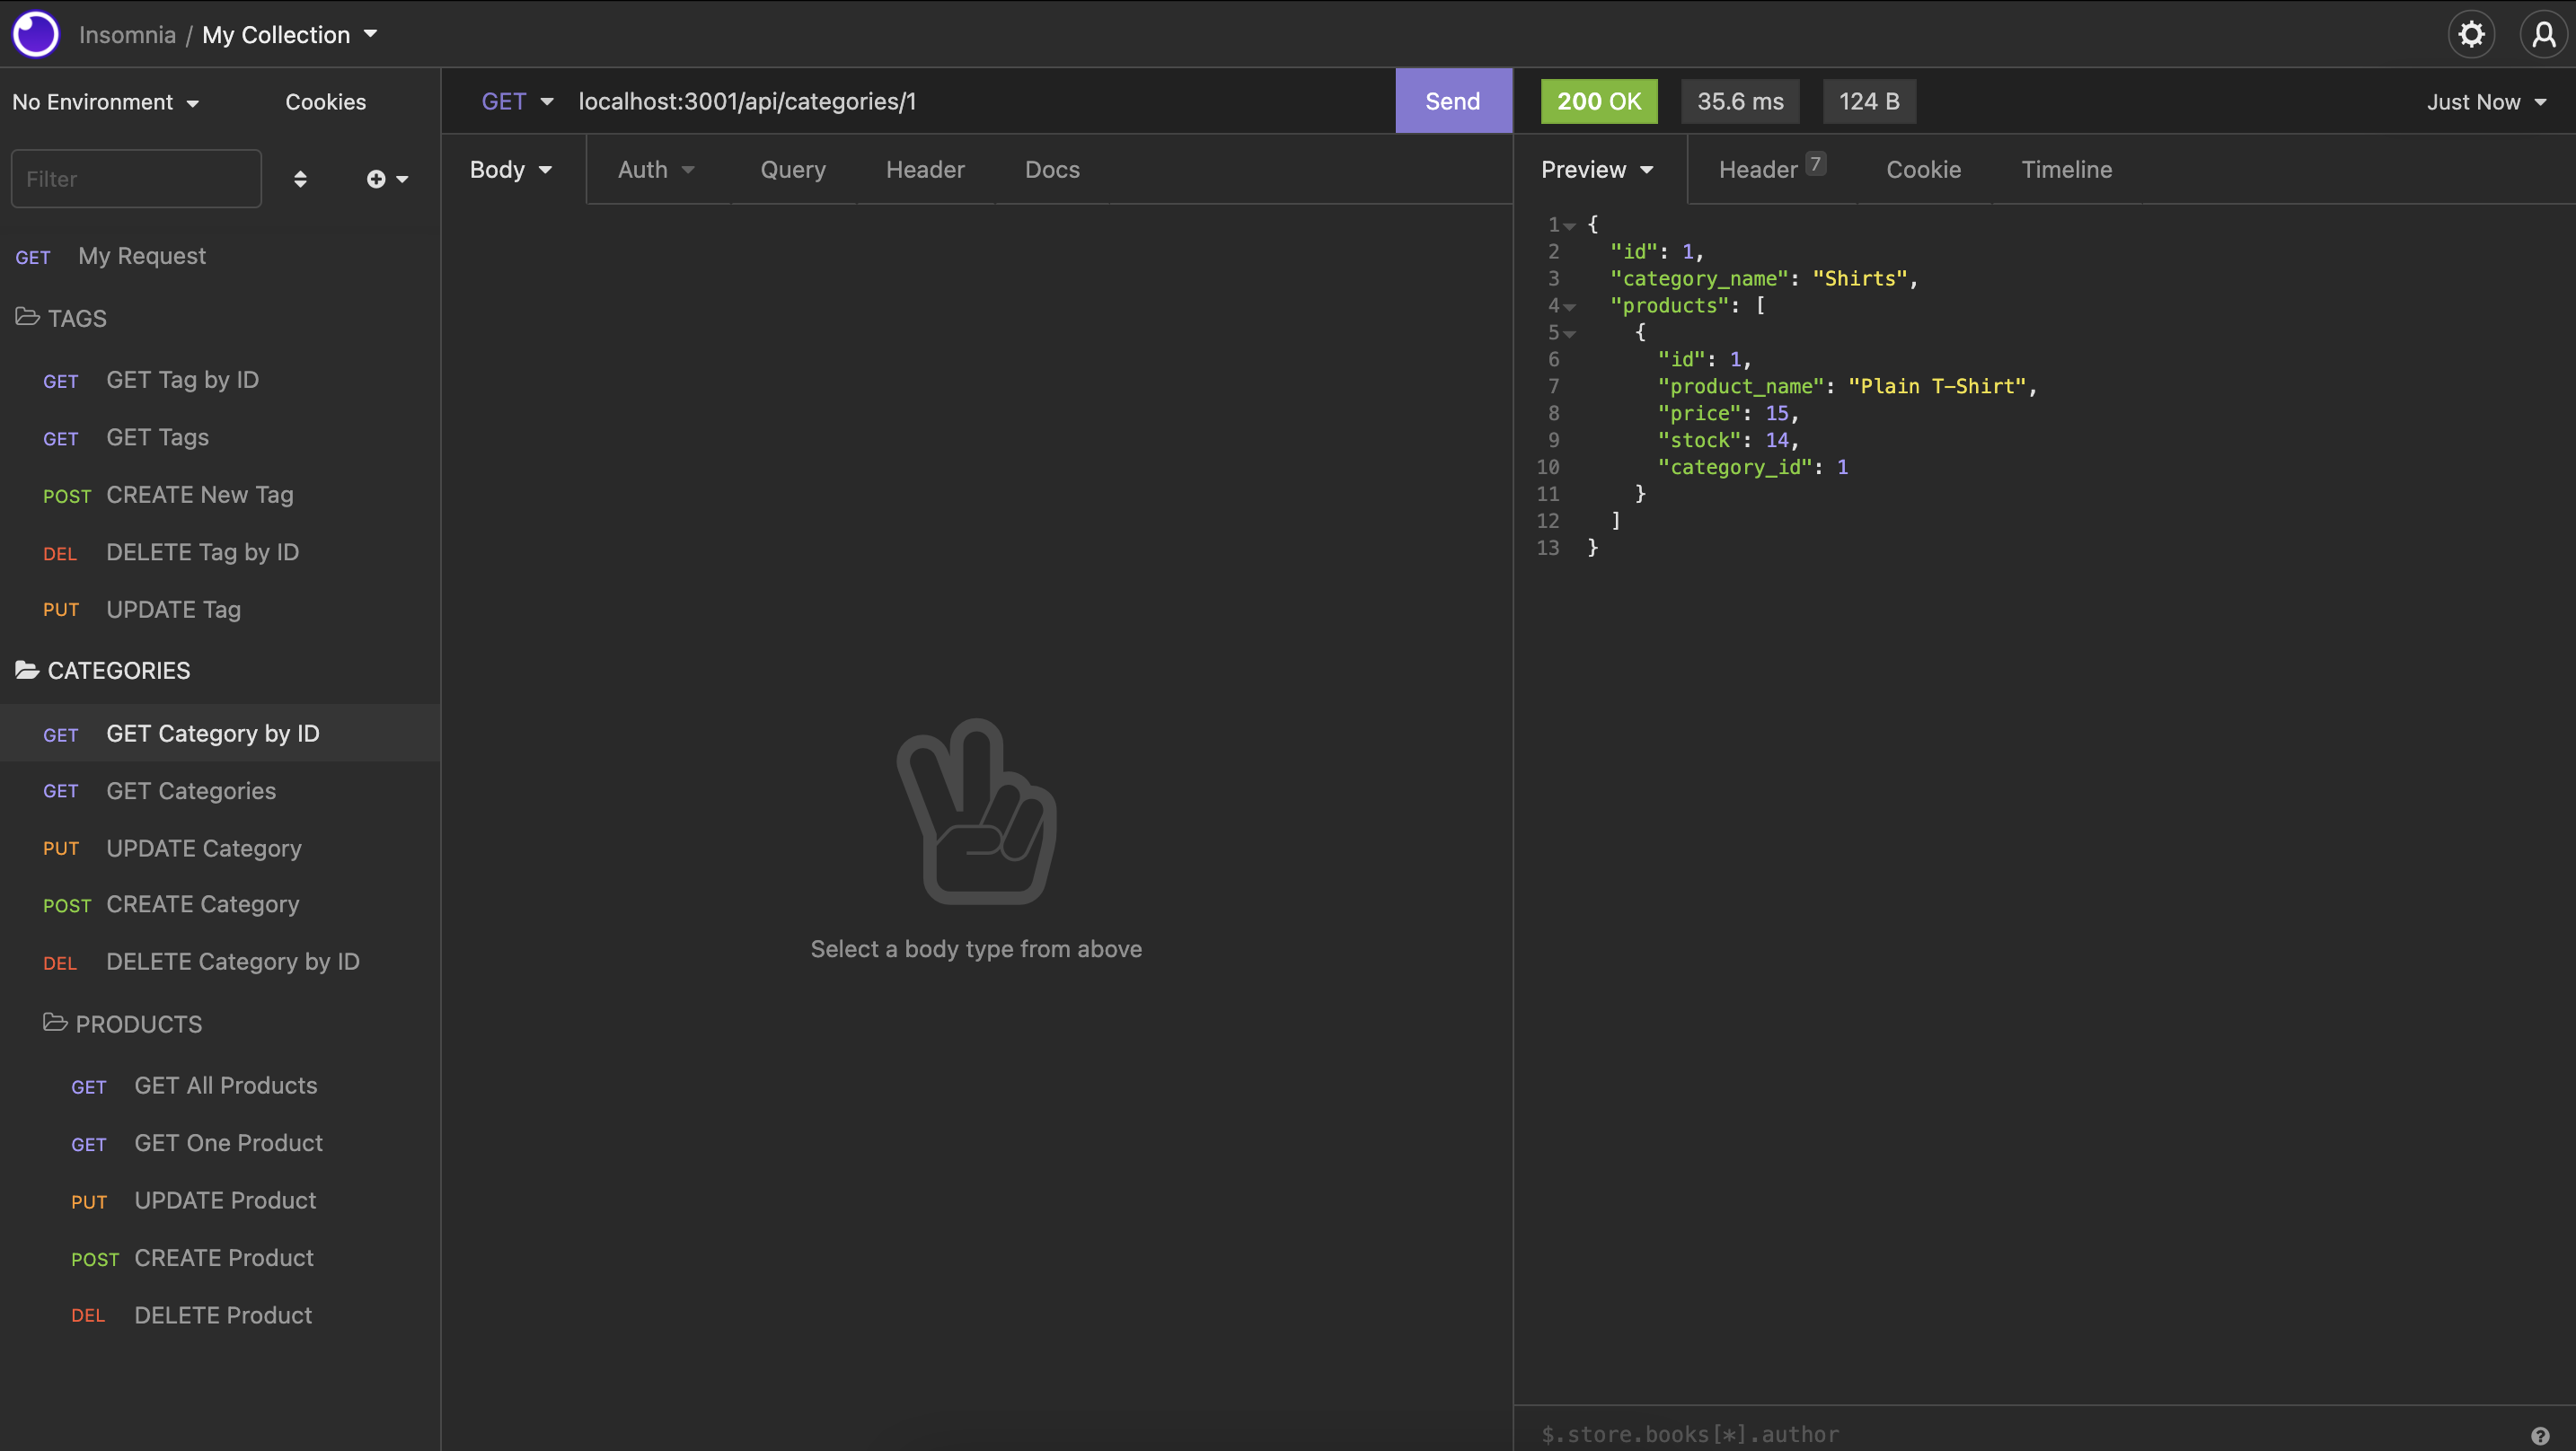 Insomnia / My Collection
No Environment
Cookies
Filter
GET My Request
TAGS
GET GET Tag by ID
GET GET Tags
POST CREATE New Tag
DEL DELETE Tag by ID
PUT UPDATE Tag
CATEGORIES
GET GET Category by ID
GET GET Categories
PUT UPDATE Category
POST CREATE Category
DEL DELETE Category by ID
PRODUCTS
GET GET All Products
GET GET One Product
PUT UPDATE Product
POST CREATE Product
DEL DELETE Product
GET localhost:3001/api/categories/1 Send
Body Auth Query Header Docs
Select a body type from above
200 OK 35.6 ms 124 B Just Now
Preview Header 7 Cookie Timeline
1 {
2 "id": 1,
3 "category_name": "Shirts",
4 "products": [
5 {
6 "id": 1,
7 "product_name": "Plain T-Shirt",
8 "price": 15,
9 "stock": 14,
10 "category_id": 1
11 }
12 ]
13 }
$.store.books[*].author
?